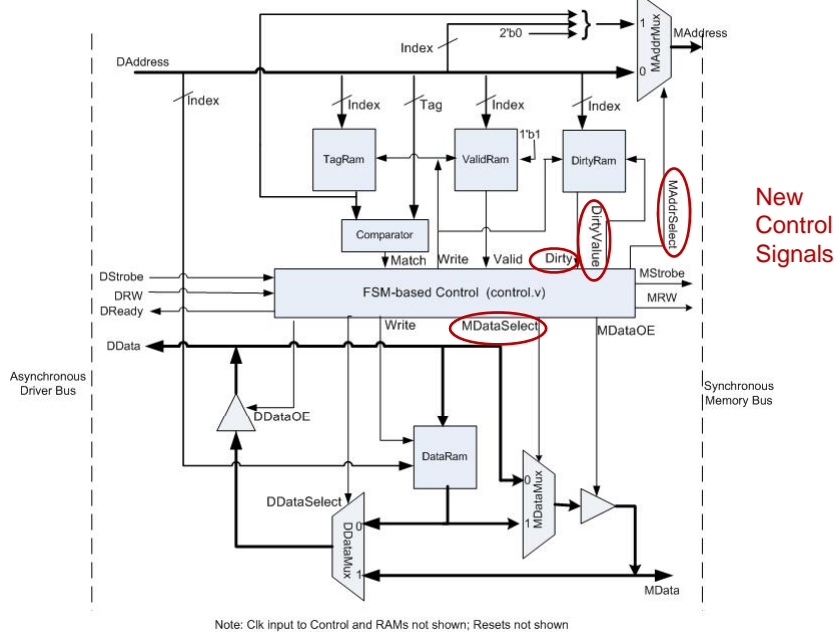 MAddress
1
MAddrMux
0
2'b0
}
Index
DAddress
Index
Index
Tag
Index
Index
1'b1
TagRam
ValidRam
DirtyRam
MAddrSelect
New
Control
Signals
DirtyValue
Comparator
Match
Write
Valid
Dirty
DStrobe
DRW
DReady
FSM-based Control (control.v)
MStrobe
MRW
Write
MDataSelect
MDataOE
DData
Asynchronous
Driver Bus
Synchronous
Memory Bus
DDataOE
DataRam
0
MDataMux
1
DDataSelect
0
DDataMux
1
MData
Note: Clk input to Control and RAMs not shown; Resets not shown